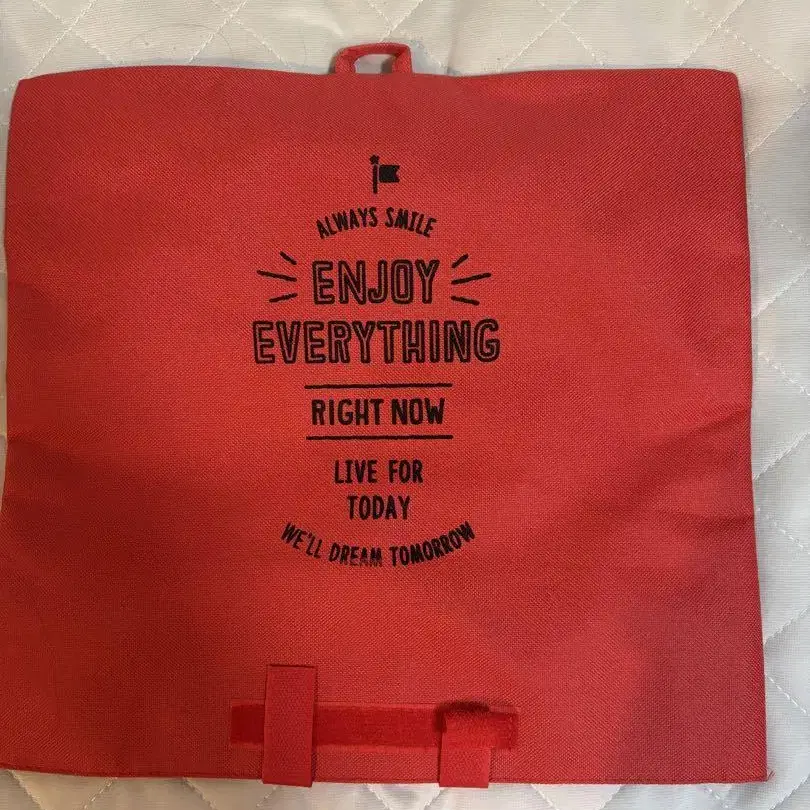 ALWAYS SMILE
ENJOY
EVERYTHING
RIGHT NOW
LIVE FOR
TODAY
WE'LL DREAM TOMORROW